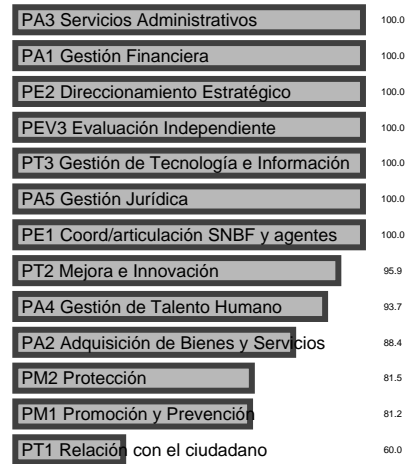 PA3 Servicios Administrativos 100.0
PA1 Gestión Financiera 100.0
PE2 Direccionamiento Estratégico 100.0
PEV3 Evaluación Independiente 100.0
PT3 Gestión de Tecnología e Información 100.0
PA5 Gestión Jurídica 100.0
PE1 Coord/articulación SNBF y agentes 100.0
PT2 Mejora e Innovación 95.9
PA4 Gestión de Talento Humano 93.7
PA2 Adquisición de Bienes y Servicios 88.4
PM2 Protección 81.5
PM1 Promoción y Prevención 81.2
PT1 Relación con el ciudadano 60.0